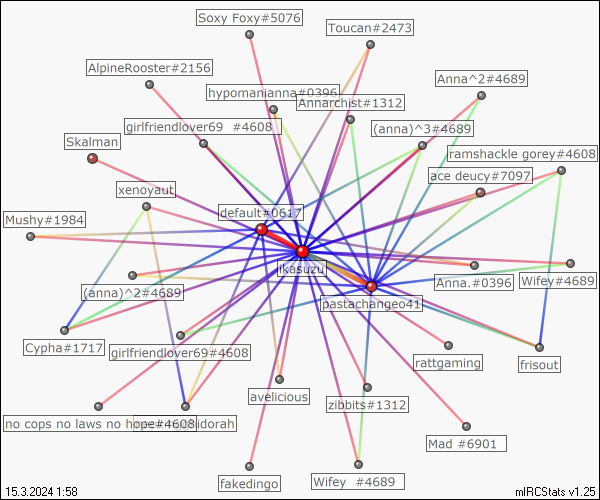 Soxy Foxy#5076
Toucan#2473
AlpineRooster#2156
Anna^2#4689
hypomanianna#0396
Annarchist#1312
girlfriendlover69 #4608
(anna)^3#4689
Skalman
ramshackle gorey#4608
ace deucy#7097
xenoyaut
default#0617
Mushy#1984
ikasuzu
Anna.#0396
Wifey#4689
(anna)^2#4689
pastachangeo41
Cypha#1717
girlfriendlover69#4608
rattgaming
frisout
avelicious
zibbits#1312
no cops no laws no hope#4608
idorah
Mad #6901
fakedingo
Wifey #4689
15.3.2024 1:58
mIRCStats v1.25